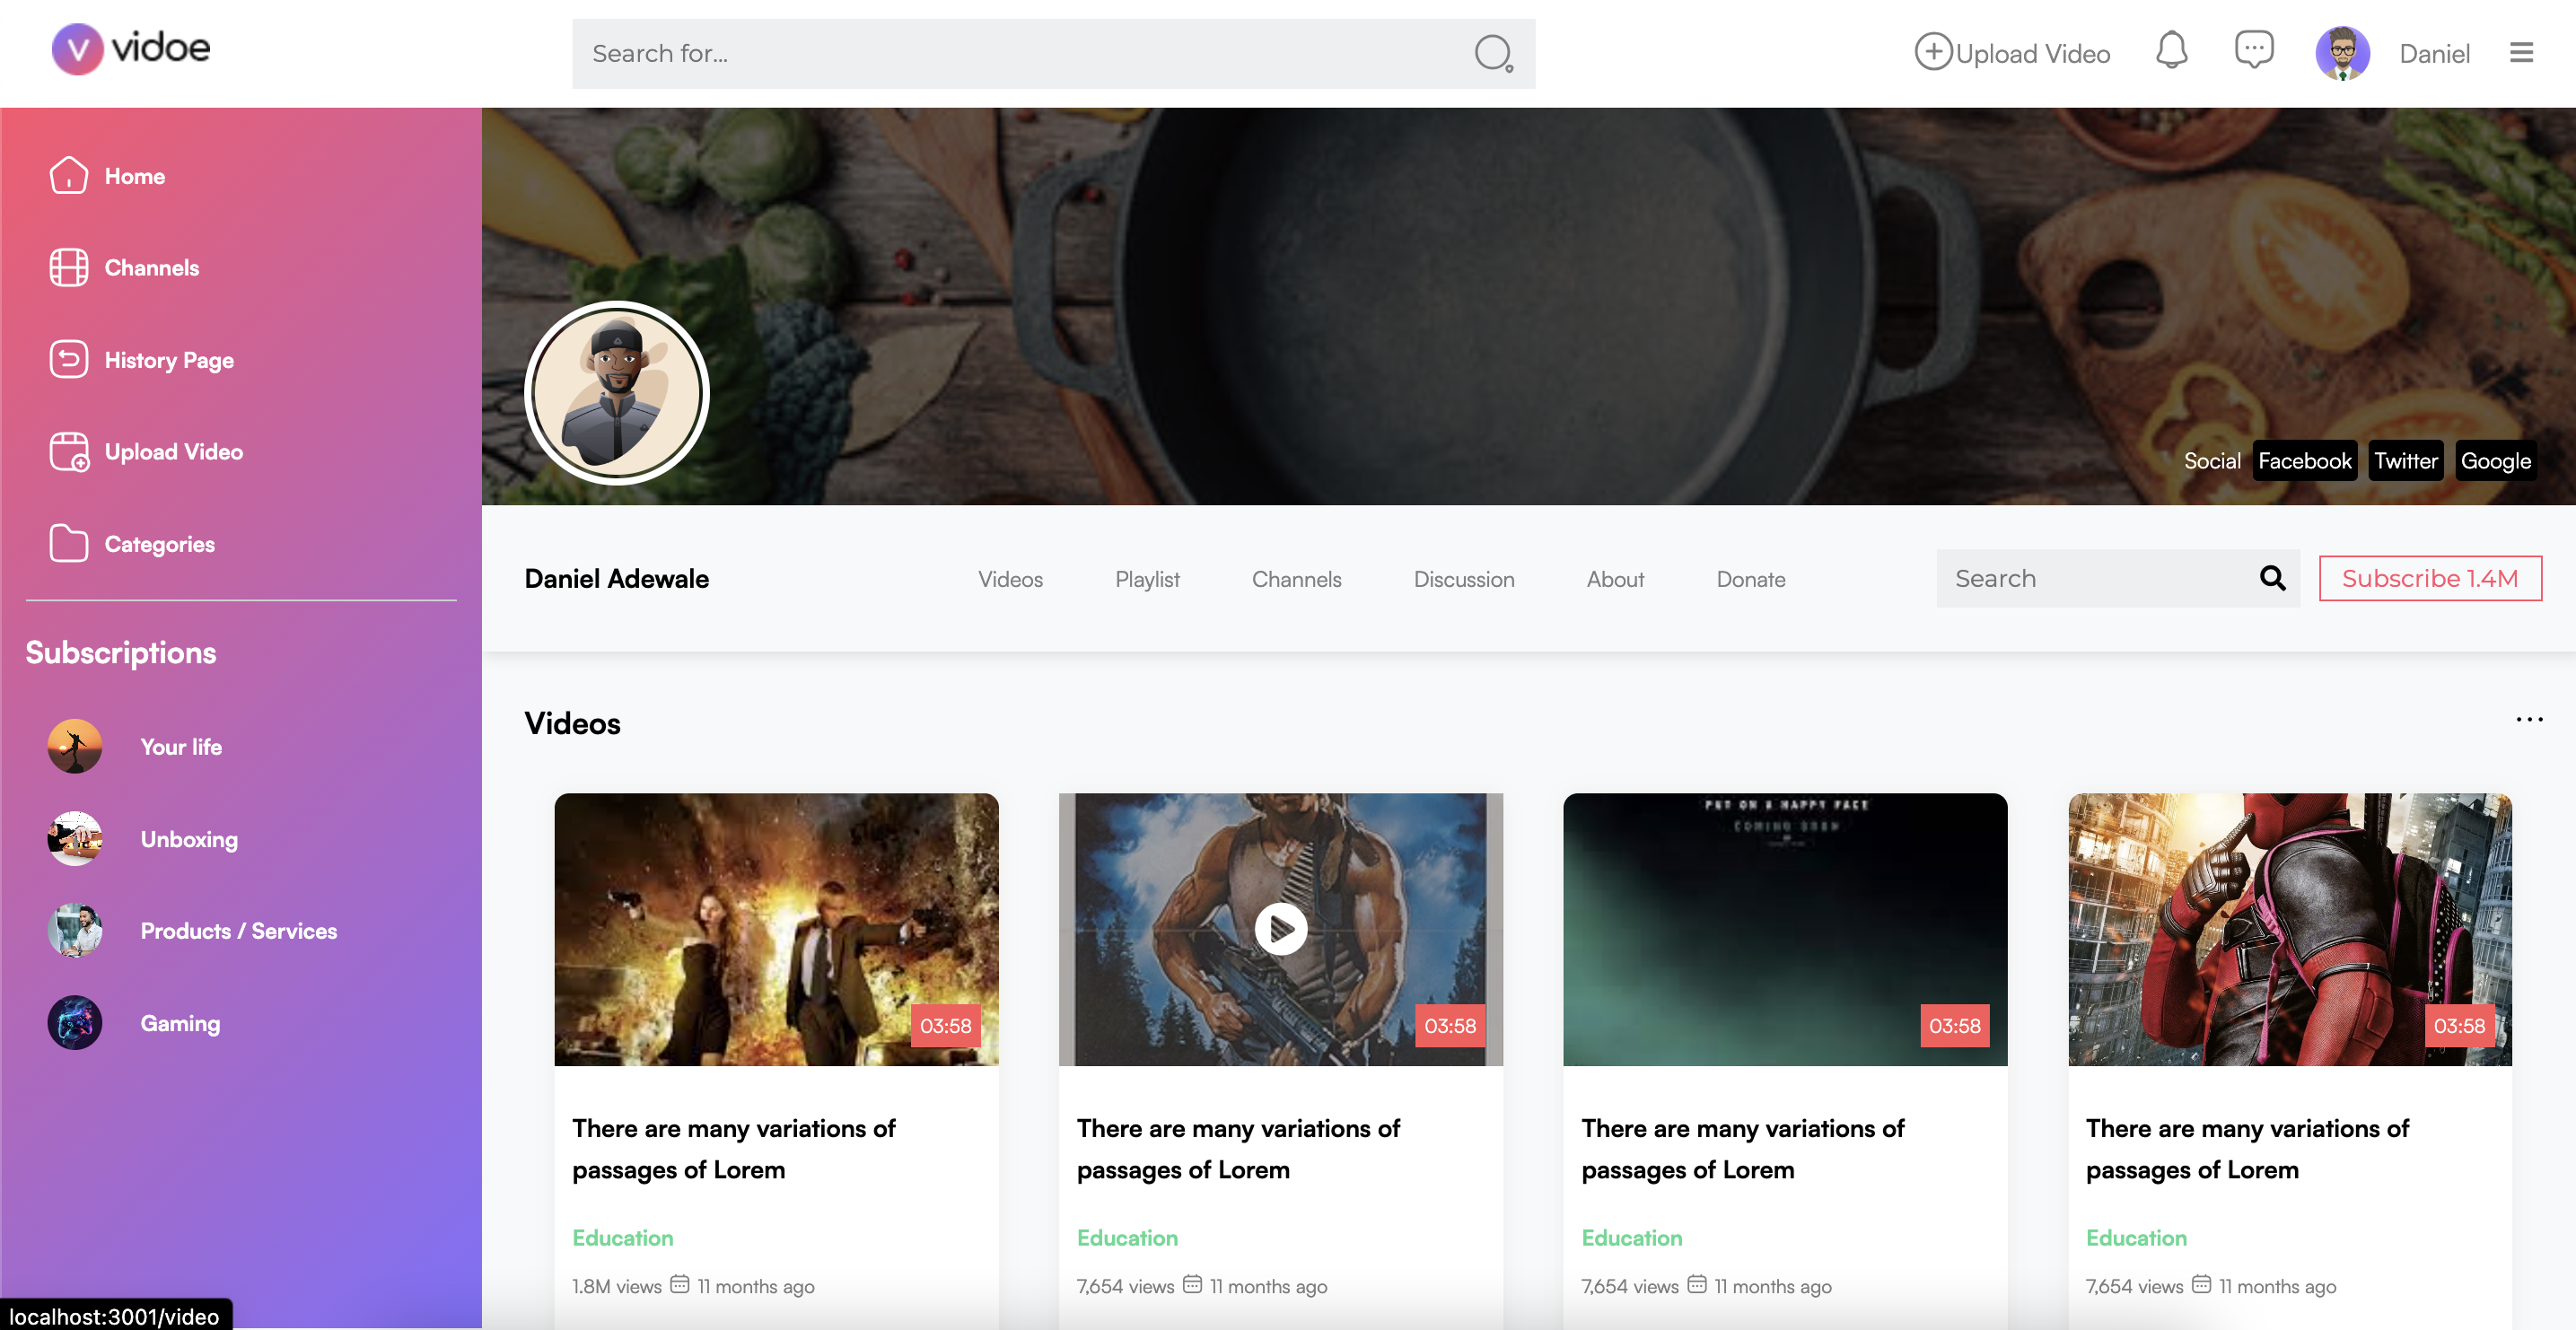 vidoe
Search for...
Upload Video
Daniel
Home
Channels
History Page
Upload Video
Categories
Subscriptions
Your life
Unboxing
Products / Services
Gaming
Social Facebook Twitter Google
Daniel Adewale
Videos
Playlist
Channels
Discussion
About
Donate
Search
Subscribe 1.4M
Videos
...
03:58
There are many variations of
passages of Lorem
Education
1.8M views 11 months ago
03:58
There are many variations of
passages of Lorem
Education
7,654 views 11 months ago
PUT ON A HAPPY FACE
COMING SOON
03:58
There are many variations of
passages of Lorem
Education
7,654 views 11 months ago
03:58
There are many variations of
passages of Lorem
Education
7,654 views 11 months ago
localhost:3001/video